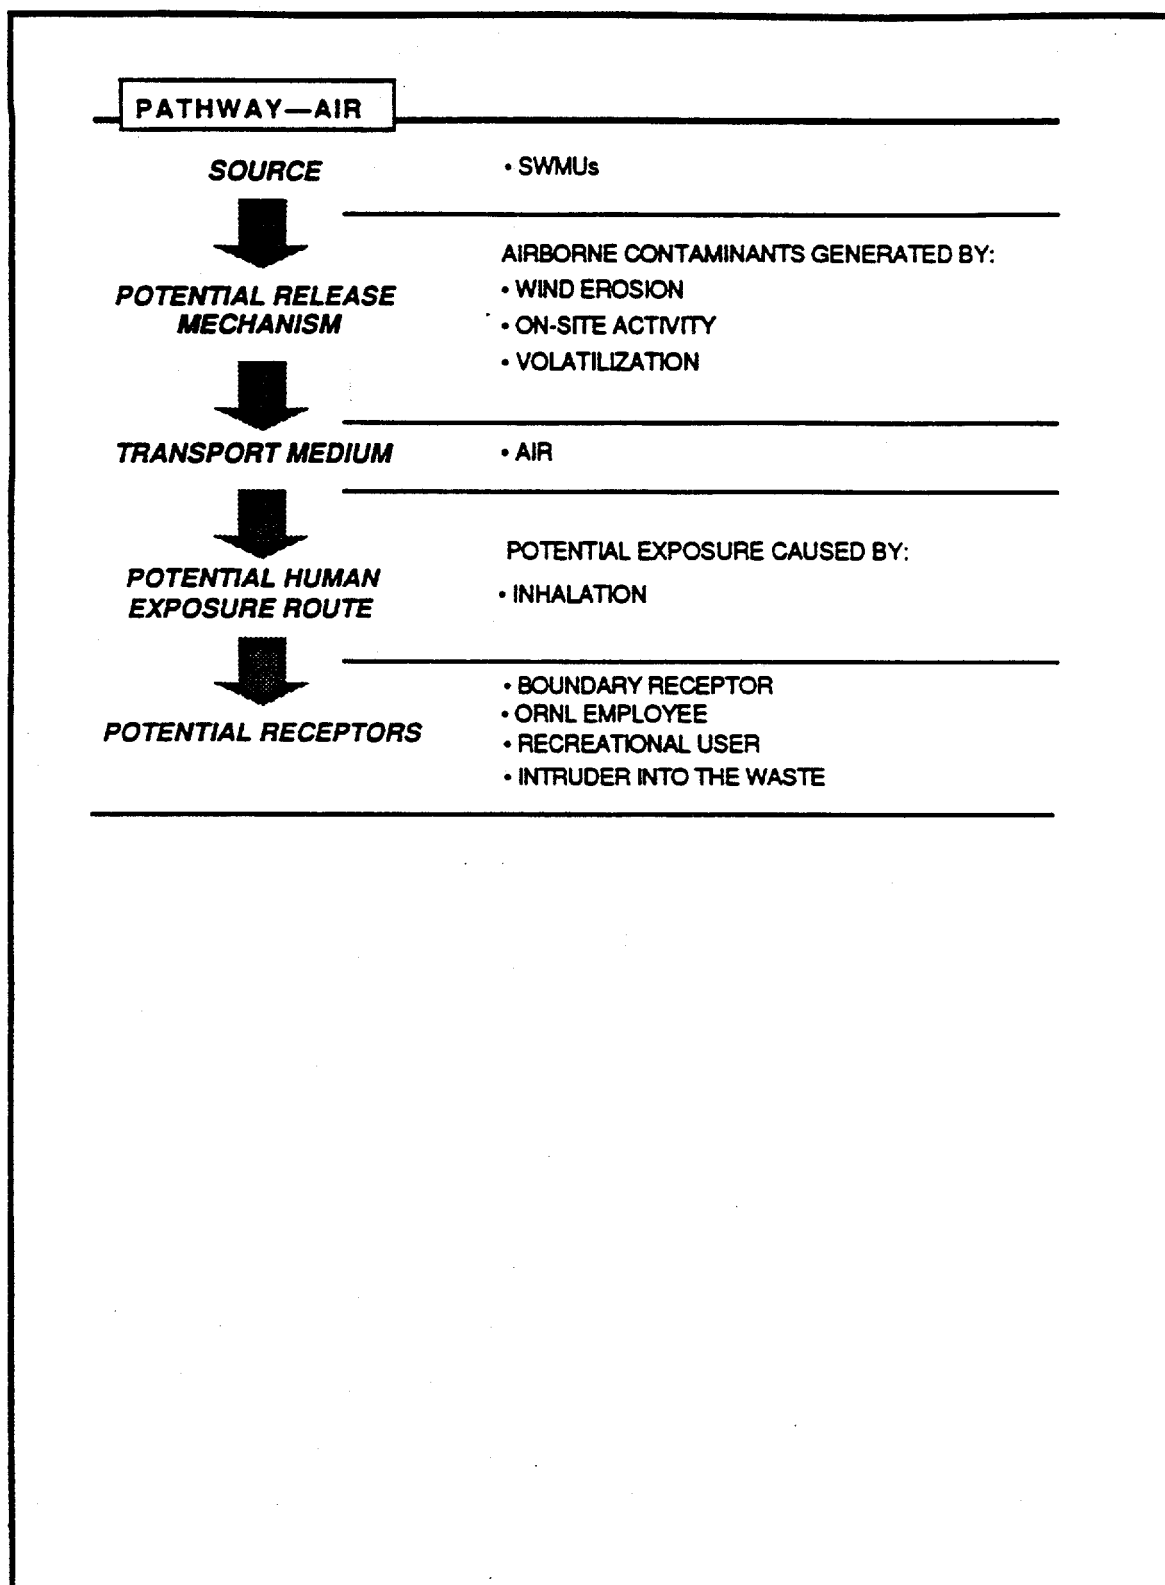 PATHWAY—AIR
SOURCE
• SWMUs
POTENTIAL RELEASE
MECHANISM
AIRBORNE CONTAMINANTS GENERATED BY:
• WIND EROSION
• ON-SITE ACTIVITY
• VOLATILIZATION
TRANSPORT MEDIUM
• AIR
POTENTIAL HUMAN
EXPOSURE ROUTE
POTENTIAL EXPOSURE CAUSED BY:
• INHALATION
POTENTIAL RECEPTORS
• BOUNDARY RECEPTOR
• ORNL EMPLOYEE
• RECREATIONAL USER
• INTRUDER INTO THE WASTE